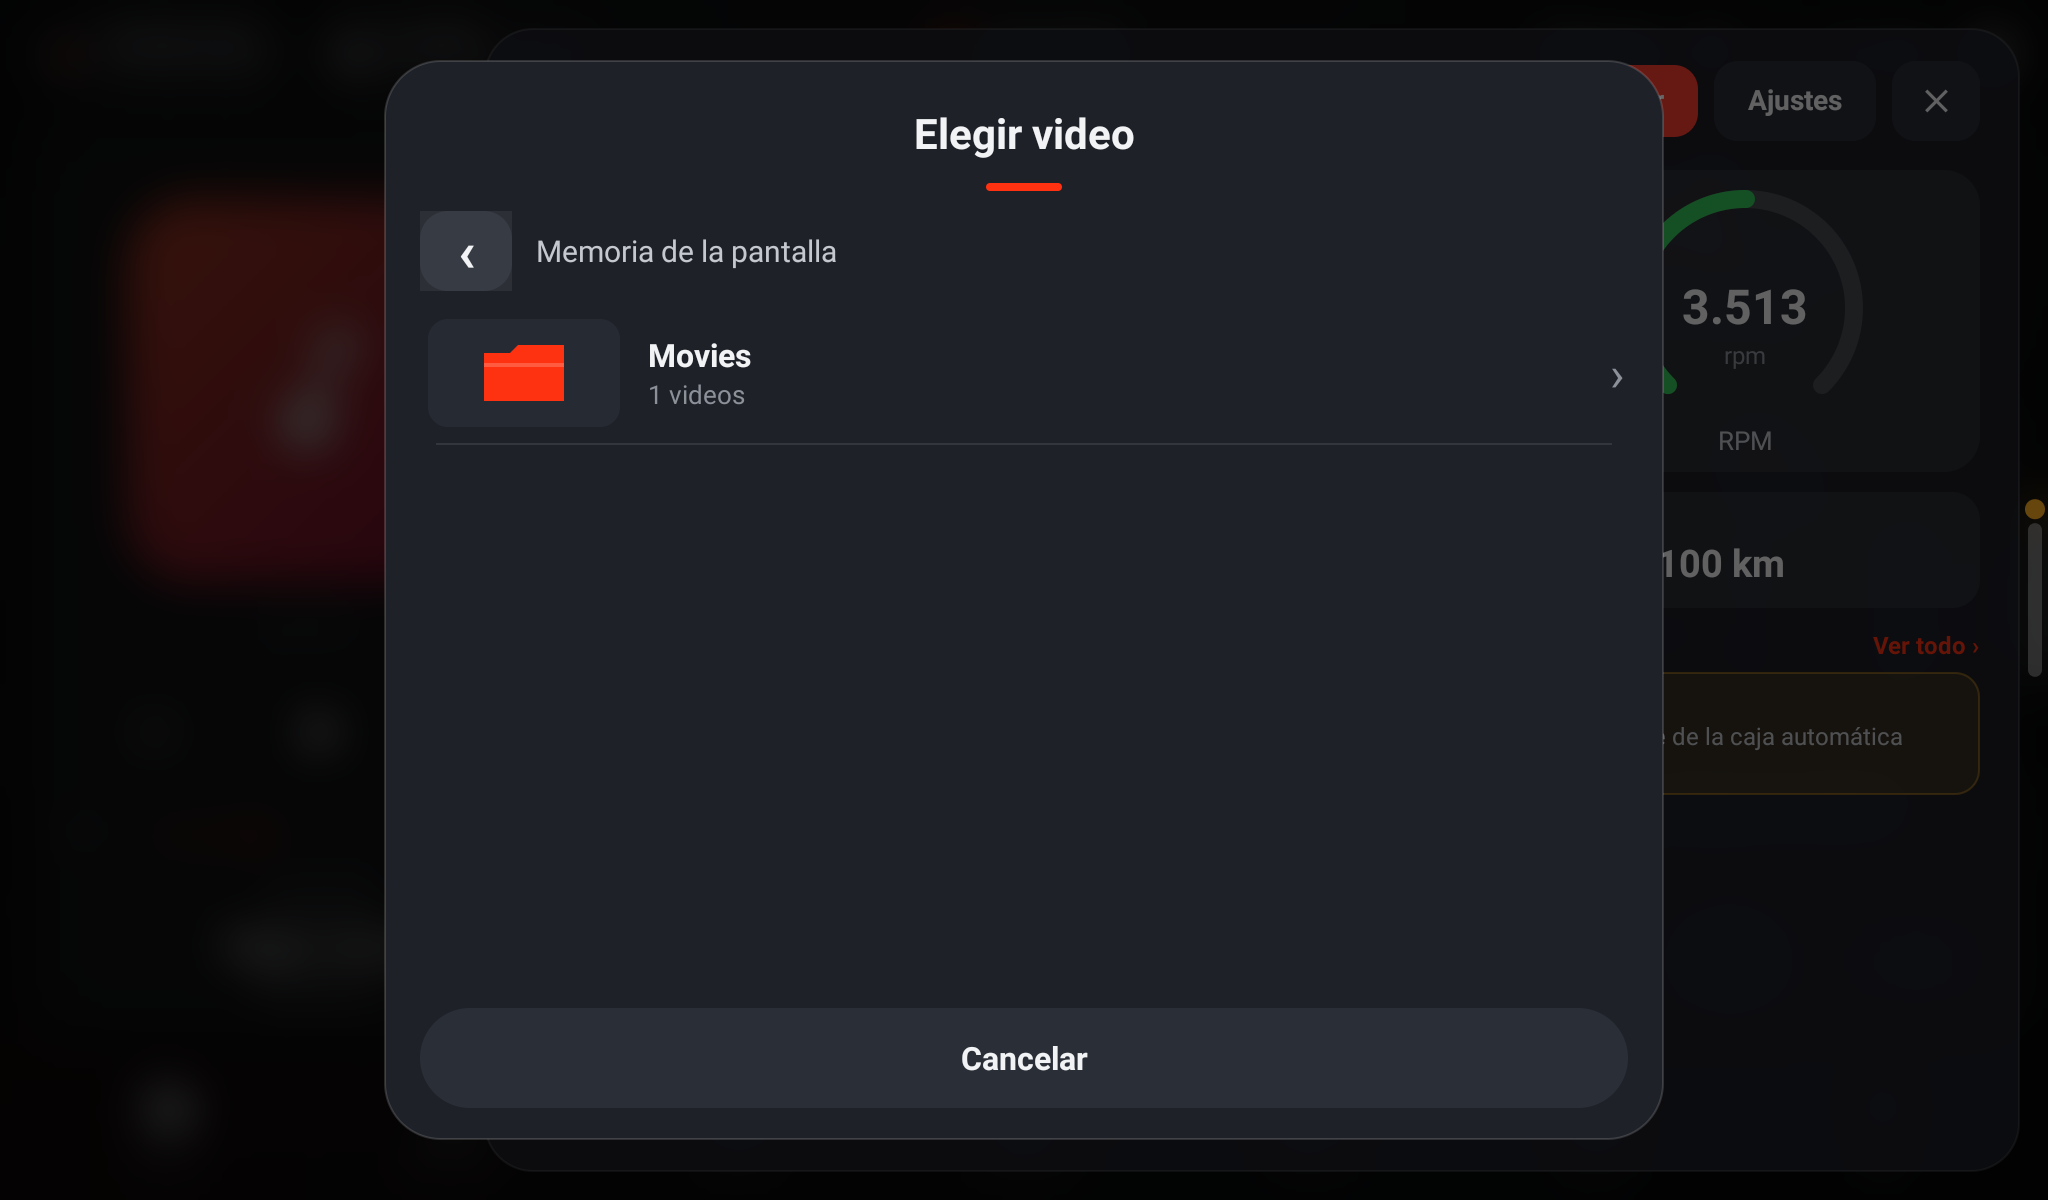 Elegir video
Ajustes
Memoria de la pantalla
Movies
1 videos
3.513
rpm
RPM
100 km
Ver todo ›
de la caja automática
Cancelar